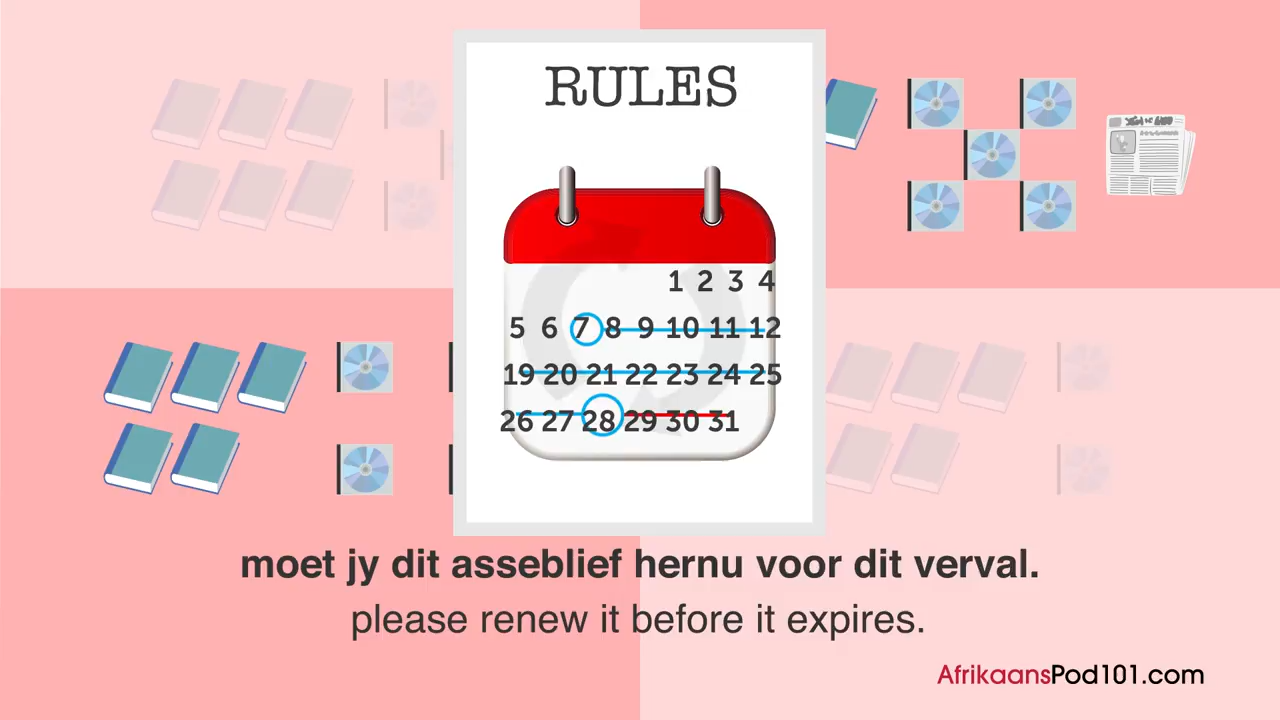 RULES
1 2 3 4
5 6 7 8 9 10 11 12
19 20 21 22 23 24 25
26 27 28 29 30 31
moet jy dit asseblief hernu voor dit verval.
please renew it before it expires.
AfrikaansPod101.com